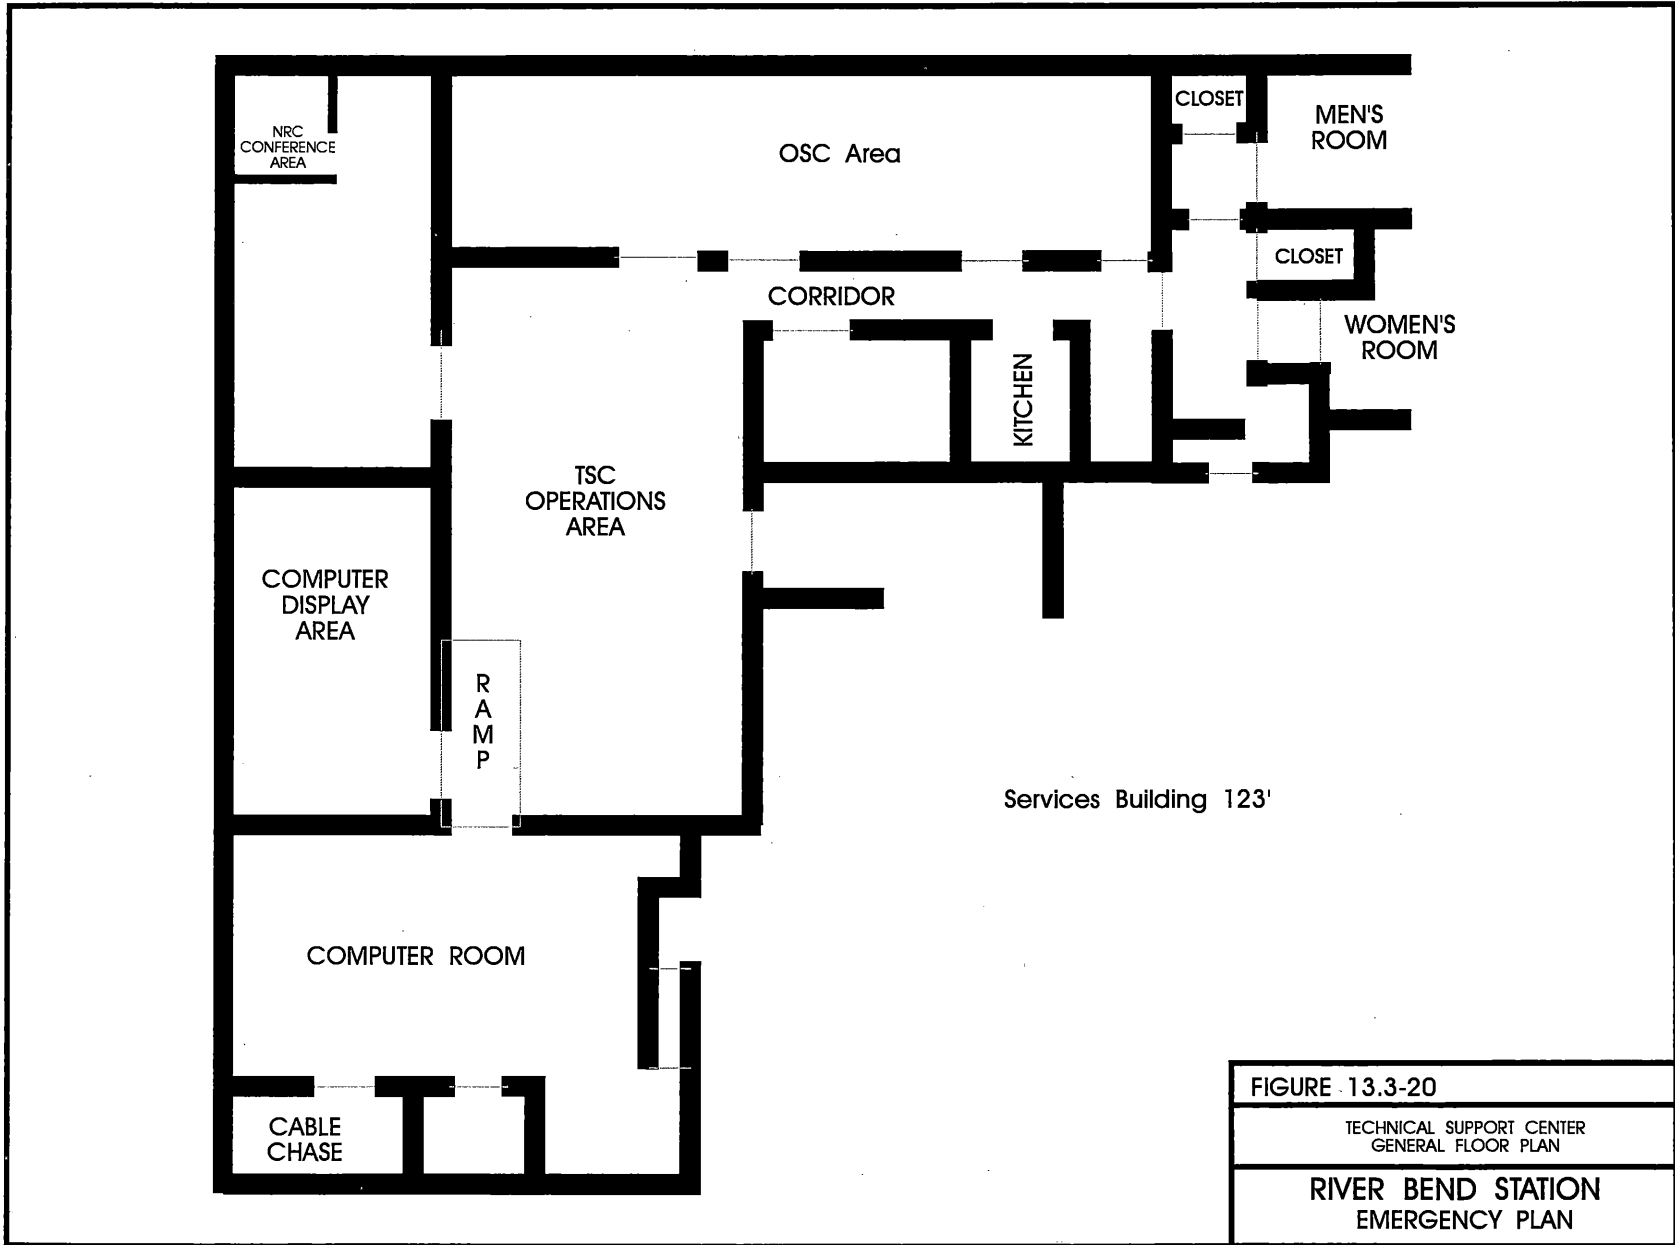 CLOSET
MEN'S
ROOM
NRC
CONFERENCE
AREA
OSC Area
CLOSET
CORRIDOR
WOMEN'S
ROOM
KITCHEN
TSC
OPERATIONS
AREA
COMPUTER
DISPLAY
AREA
RAMP
Services Building 123'
COMPUTER ROOM
CABLE
CHASE
FIGURE 13.3-20
TECHNICAL SUPPORT CENTER
GENERAL FLOOR PLAN
RIVER BEND STATION
EMERGENCY PLAN